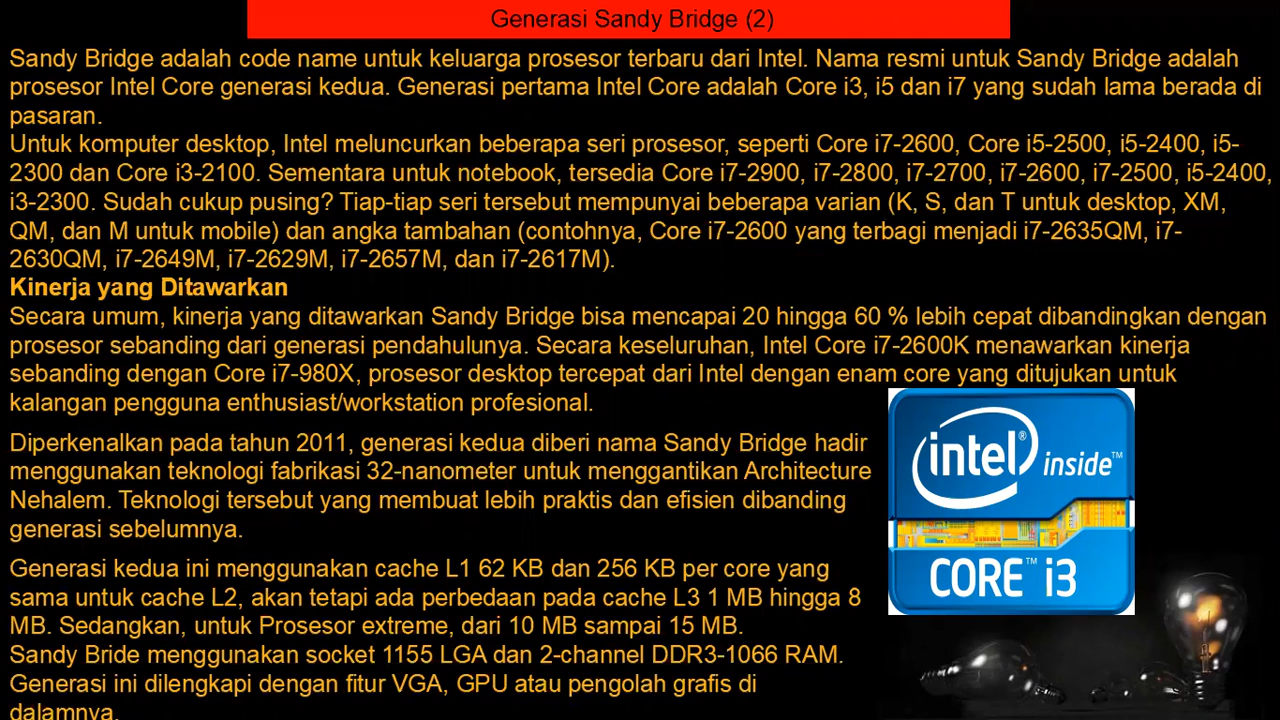 Generasi Sandy Bridge (2)
Sandy Bridge adalah code name untuk keluarga prosesor terbaru dari Intel. Nama resmi untuk Sandy Bridge adalah
prosesor Intel Core generasi kedua. Generasi pertama Intel Core adalah Core i3, i5 dan i7 yang sudah lama berada di
pasaran.
Untuk komputer desktop, Intel meluncurkan beberapa seri prosesor, seperti Core i7-2600, Core i5-2500, i5-2400, i5-
2300 dan Core i3-2100. Sementara untuk notebook, tersedia Core i7-2900, i7-2800, i7-2700, i7-2600, i7-2500, i5-2400,
i3-2300. Sudah cukup pusing? Tiap-tiap seri tersebut mempunyai beberapa varian (K, S, dan T untuk desktop, XM,
QM, dan M untuk mobile) dan angka tambahan (contohnya, Core i7-2600 yang terbagi menjadi i7-2635QM, i7-
2630QM, i7-2649M, i7-2629M, i7-2657M, dan i7-2617M).
Kinerja yang Ditawarkan
Secara umum, kinerja yang ditawarkan Sandy Bridge bisa mencapai 20 hingga 60 % lebih cepat dibandingkan dengan
prosesor sebanding dari generasi pendahulunya. Secara keseluruhan, Intel Core i7-2600K menawarkan kinerja
sebanding dengan Core i7-980X, prosesor desktop tercepat dari Intel dengan enam core yang ditujukan untuk
kalangan pengguna enthusiast/workstation profesional.
Diperkenalkan pada tahun 2011, generasi kedua diberi nama Sandy Bridge hadir
menggunakan teknologi fabrikasi 32-nanometer untuk menggantikan Architecture
Nehalem. Teknologi tersebut yang membuat lebih praktis dan efisien dibanding
generasi sebelumnya.
Generasi kedua ini menggunakan cache L1 62 KB dan 256 KB per core yang
sama untuk cache L2, akan tetapi ada perbedaan pada cache L3 1 MB hingga 8
MB. Sedangkan, untuk Prosesor extreme, dari 10 MB sampai 15 MB.
Sandy Bride menggunakan socket 1155 LGA dan 2-channel DDR3-1066 RAM.
Generasi ini dilengkapi dengan fitur VGA, GPU atau pengolah grafis di
dalamnya.
intel® inside™
CORE™ i3